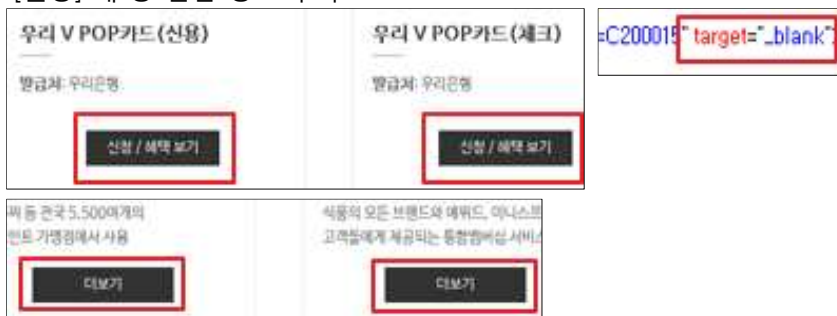 우리 V POP카드(신용)
우리 V POP카드(체크)
=C200015" target="_blank">
발급처: 우리은행
발급처: 우리은행
신청 / 혜택 보기
신청 / 혜택 보기
등 전국 5,500여개의
인트 가맹점에서 사용
식품의 모든 브랜드와 에뛰드, 미니스
고객들에게 제공되는 통합멤버십 서비스
더보기
더보기